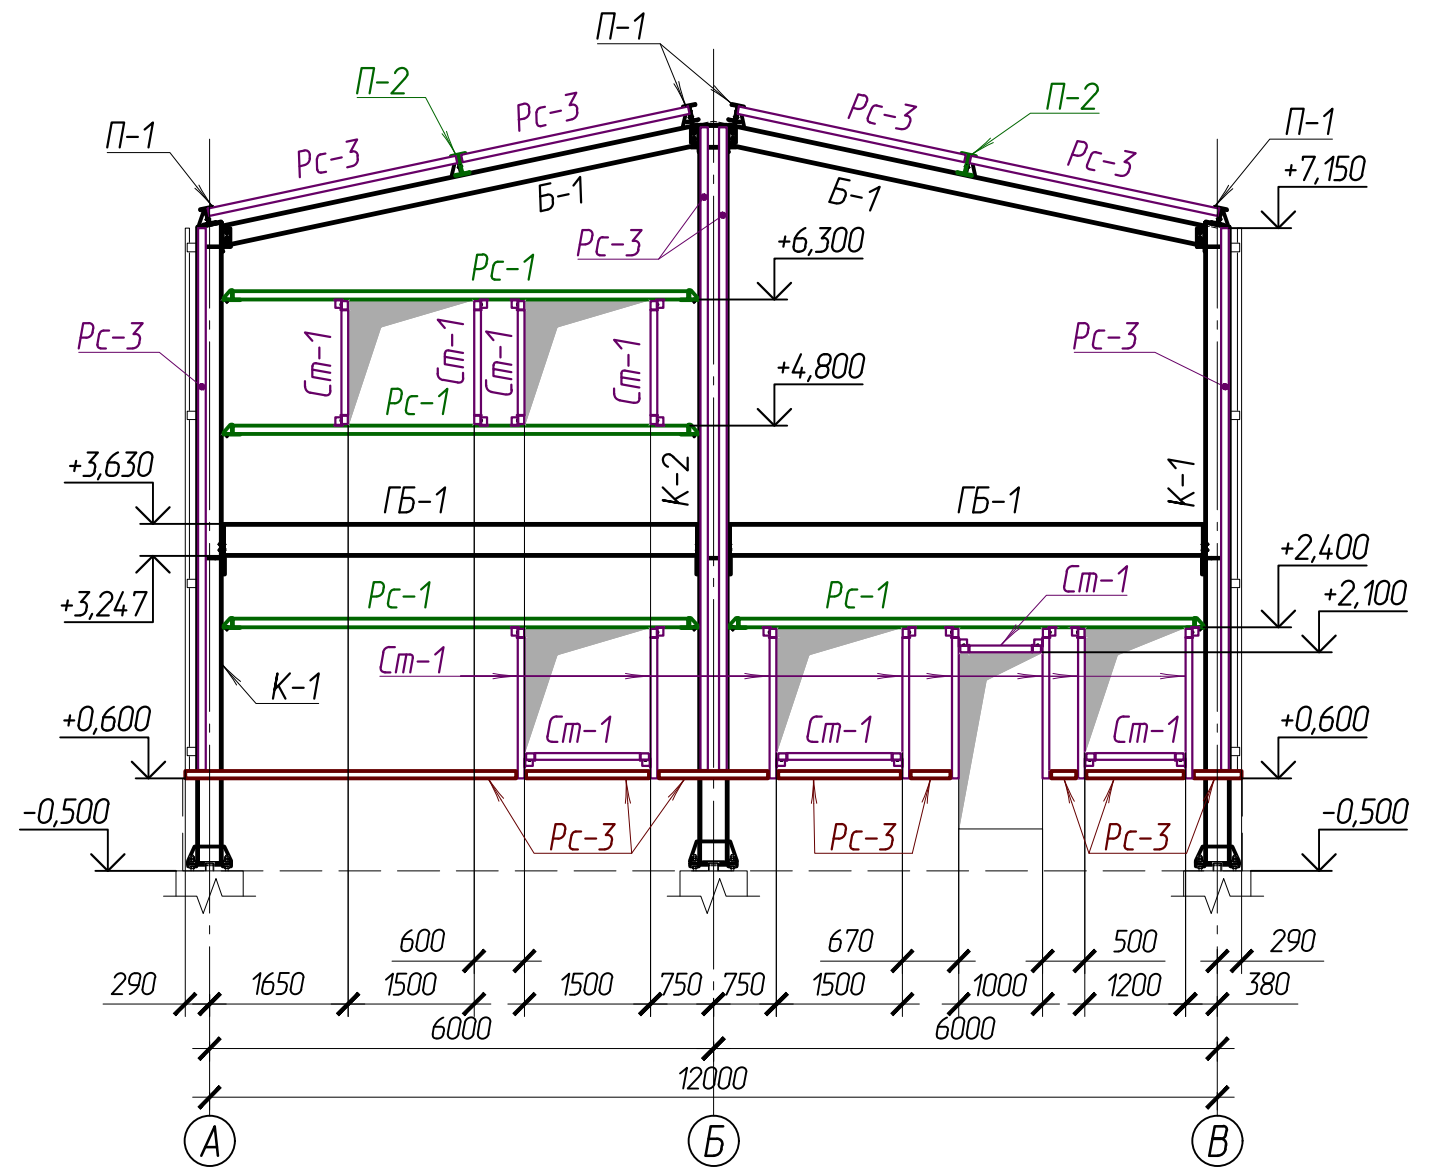 П-1
П-2
П-2
П-1
Рс-3
Рс-3
П-1
Рс-3
Рс-3
+7,150
Б-1
Б-1
Рс-3
+6,300
Рс-1
Рс-3
Ст-1
Ст-1
Ст-1
Ст-1
Рс-3
+4,800
Рс-1
+3,630
К-2
К-1
ГБ-1
ГБ-1
+2,400
+3,247
Рс-1
Рс-1
Ст-1
+2,100
Ст-1
К-1
+0,600
Ст-1
Ст-1
Ст-1
+0,600
-0,500
Рс-3
Рс-3
Рс-3
-0,500
600
670
500
290
290
1650
1500
1500
750
750
1500
1000
1200
380
6000
6000
12000
А
Б
В